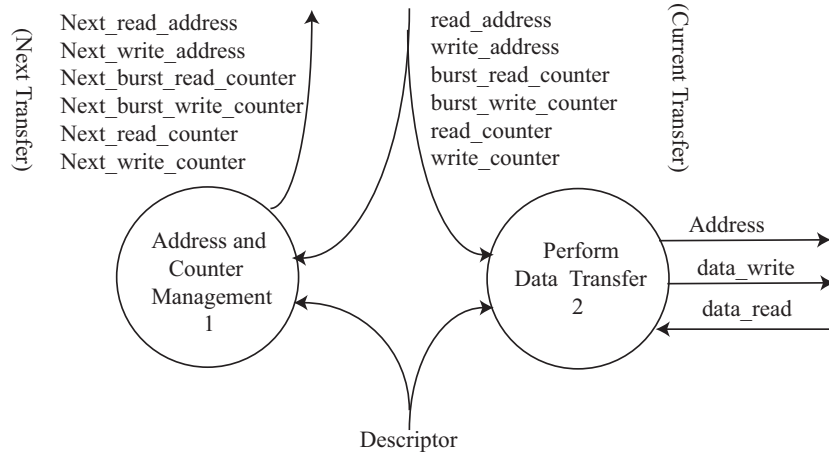 (Next Transfer)
Next_read_address
Next_write_address
Next_burst_read_counter
Next_burst_write_counter
Next_read_counter
Next_write_counter
read_address
write_address
burst_read_counter
burst_write_counter
read_counter
write_counter
(Current Transfer)
Address and
Counter
Management
1
Perform
Data Transfer
2
Address
data_write
data_read
Descriptor